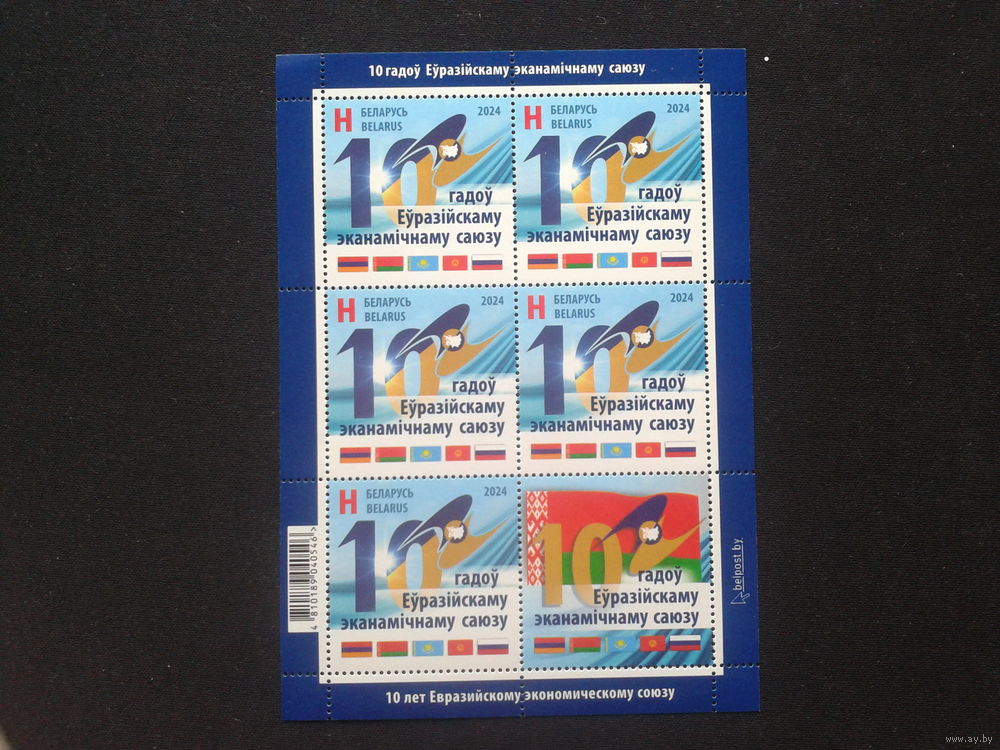 10 гадоў Еўразійскаму эканамічнаму саюзу
H БЕЛАРУСЬ 2024
BELARUS
10
гадоў
Еўразійскаму
эканамічнаму саюзу
H БЕЛАРУСЬ 2024
BELARUS
10
гадоў
Еўразійскаму
эканамічнаму саюзу
H БЕЛАРУСЬ 2024
BELARUS
10
гадоў
Еўразійскаму
эканамічнаму саюзу
H БЕЛАРУСЬ 2024
BELARUS
10
гадоў
Еўразійскаму
эканамічнаму саюзу
H БЕЛАРУСЬ 2024
BELARUS
10
гадоў
Еўразійскаму
эканамічнаму саюзу
10
гадоў
Еўразійскаму
эканамічнаму саюзу
4 810189 040546 >
belpost.by
10 лет Евразийскому экономическому союзу
www.ay.by